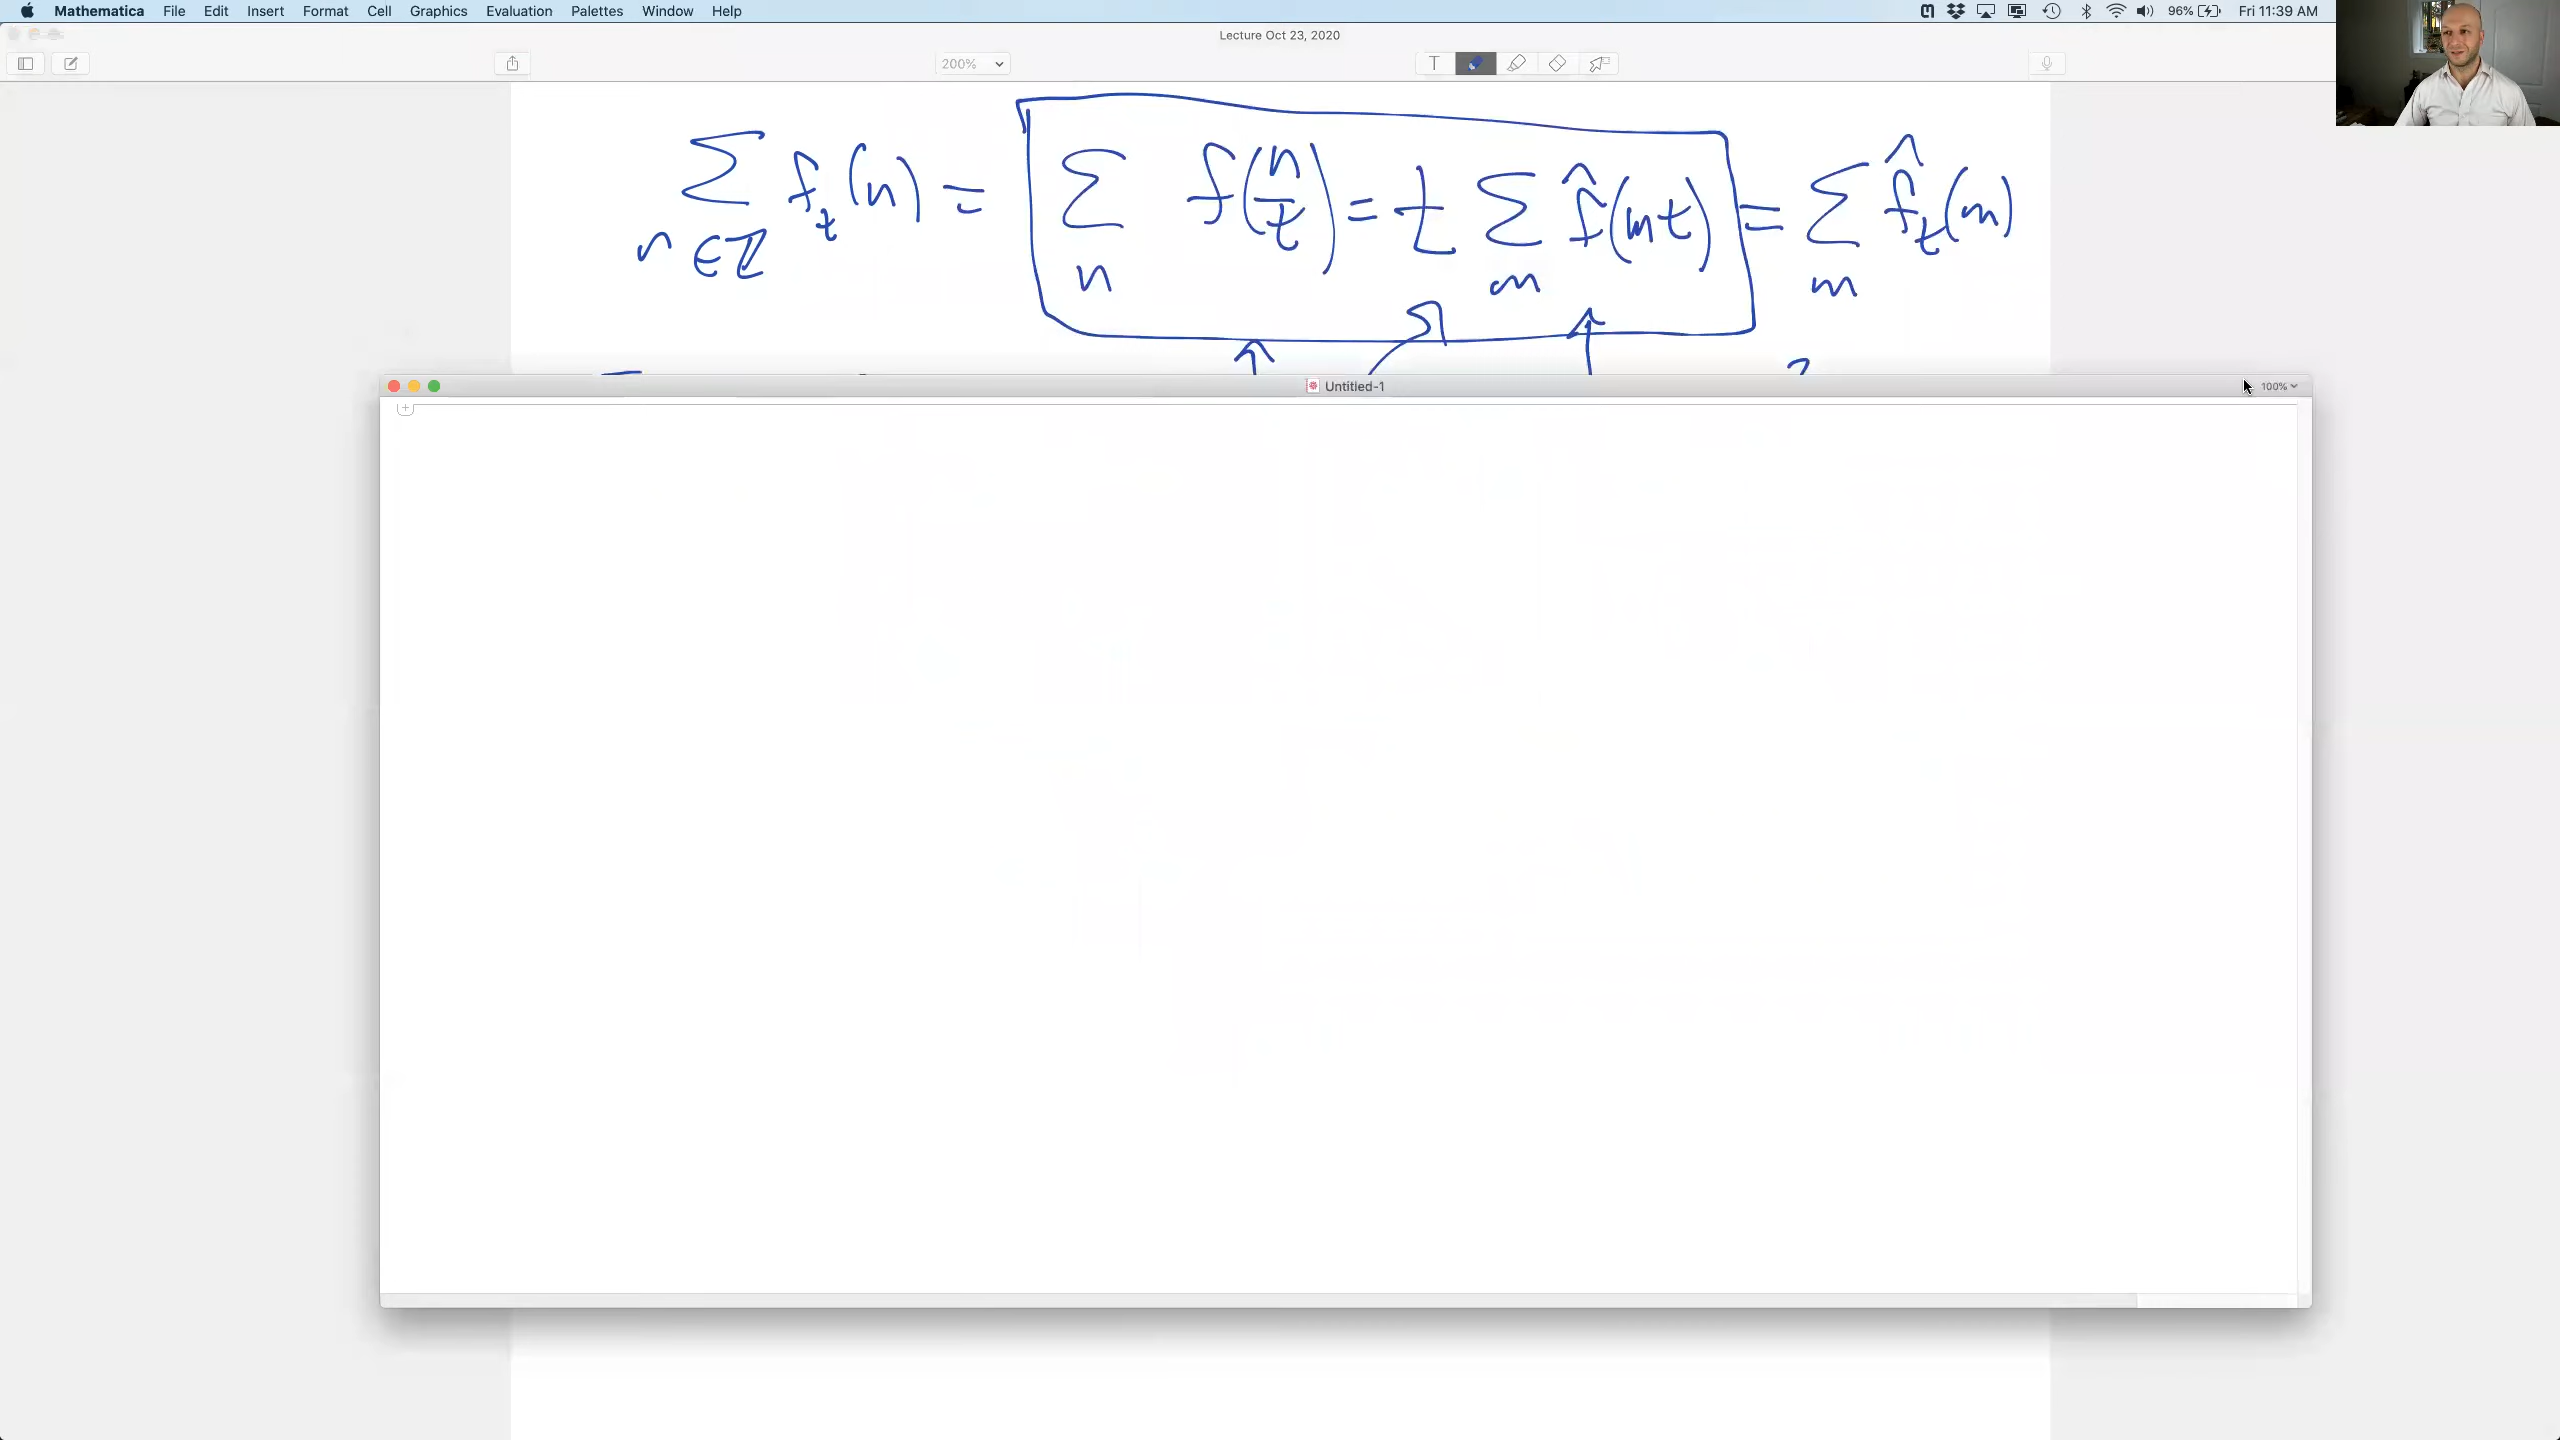 Mathematica File Edit Insert Format Cell Graphics Evaluation Palettes Window Help 96% Fri 11:39 AM
Lecture Oct 23, 2020
200% T
∑ f_t(n) = ∑ f(n/t) = t ∑ f̂(mt) = ∑ f̂_t(m)
n∈ℤ n m m
Untitled-1 100%